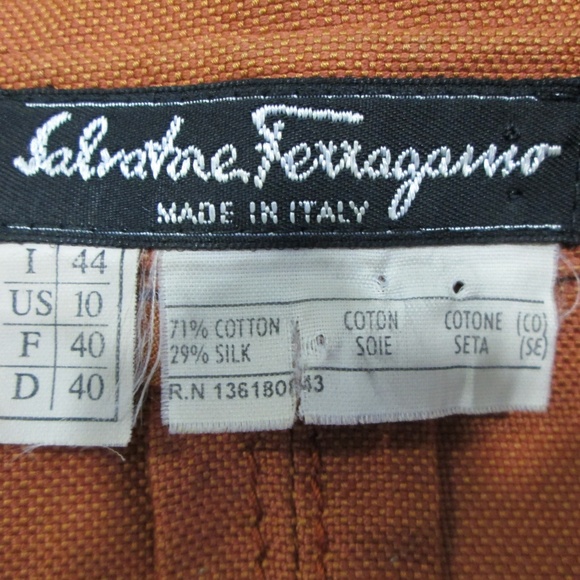 Salvatore Ferragamo
MADE IN ITALY
I 44
US 10
F 40
D 40
71% COTTON COTON COTONE (CO)
29% SILK SOIE SETA (SE)
R.N 136180